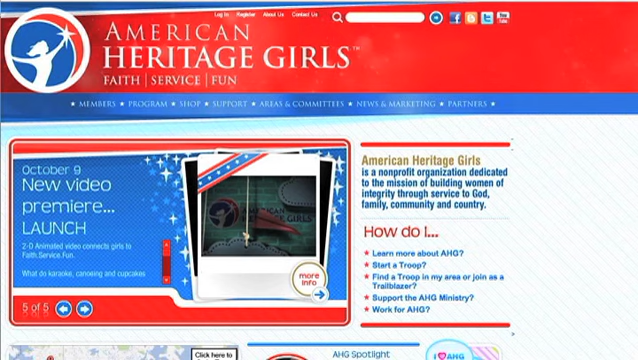 Log In Register About Us Contact Us
AMERICAN
HERITAGE GIRLS™
FAITH | SERVICE | FUN
★ MEMBERS ★ PROGRAM ★ SHOP ★ SUPPORT ★ AREAS & COMMITTEES ★ NEWS & MARKETING ★ PARTNERS ★
October 9
New video
premiere...
LAUNCH
2-D Animated video connects girls to
Faith.Service.Fun.
What do karaoke, canoeing and cupcakes
5 of 5
AMERICAN
HERITAGE GIRLS
more
info
American Heritage Girls
is a nonprofit organization dedicated
to the mission of building women of
integrity through service to God,
family, community and country.
How do I...
★ Learn more about AHG?
★ Start a Troop?
★ Find a Troop in my area or join as a
Trailblazer?
★ Support the AHG Ministry?
★ Work for AHG?
Click here to
AHG Spotlight
I ♥ AHG